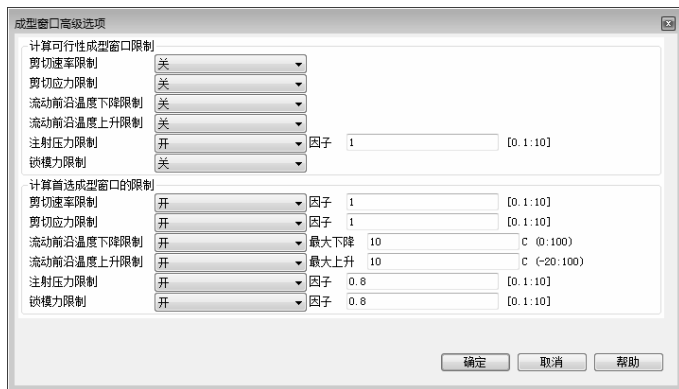 成型窗口高级选项
计算可行性成型窗口限制
剪切速率限制 关
剪切应力限制 关
流动前沿温度下降限制 关
流动前沿温度上升限制 关
注射压力限制 开 因子 1 [0.1:10]
锁模力限制 关
计算首选成型窗口的限制
剪切速率限制 开 因子 1 [0.1:10]
剪切应力限制 开 因子 1 [0.1:10]
流动前沿温度下降限制 开 最大下降 10 C (0:100)
流动前沿温度上升限制 开 最大上升 10 C (-20:100)
注射压力限制 开 因子 0.8 [0.1:10]
锁模力限制 开 因子 0.8 [0.1:10]
确定 取消 帮助